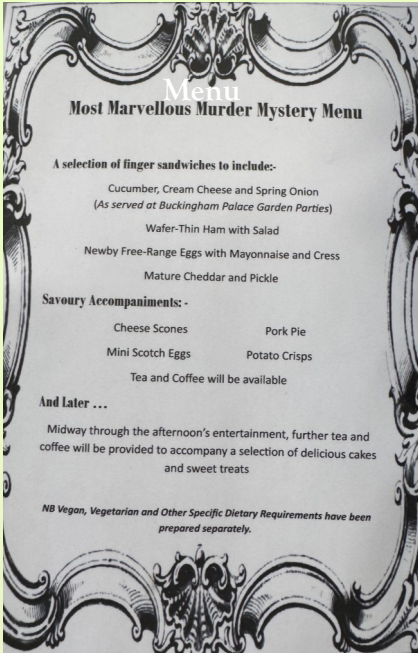 Menu
Most Marvellous Murder Mystery Menu
A selection of finger sandwiches to include:-
Cucumber, Cream Cheese and Spring Onion
(As served at Buckingham Palace Garden Parties)
Wafer-Thin Ham with Salad
Newby Free-Range Eggs with Mayonnaise and Cress
Mature Cheddar and Pickle
Savoury Accompaniments: -
Cheese Scones Pork Pie
Mini Scotch Eggs Potato Crisps
Tea and Coffee will be available
And Later ...
Midway through the afternoon's entertainment, further tea and
coffee will be provided to accompany a selection of delicious cakes
and sweet treats
NB Vegan, Vegetarian and Other Specific Dietary Requirements have been
prepared separately.